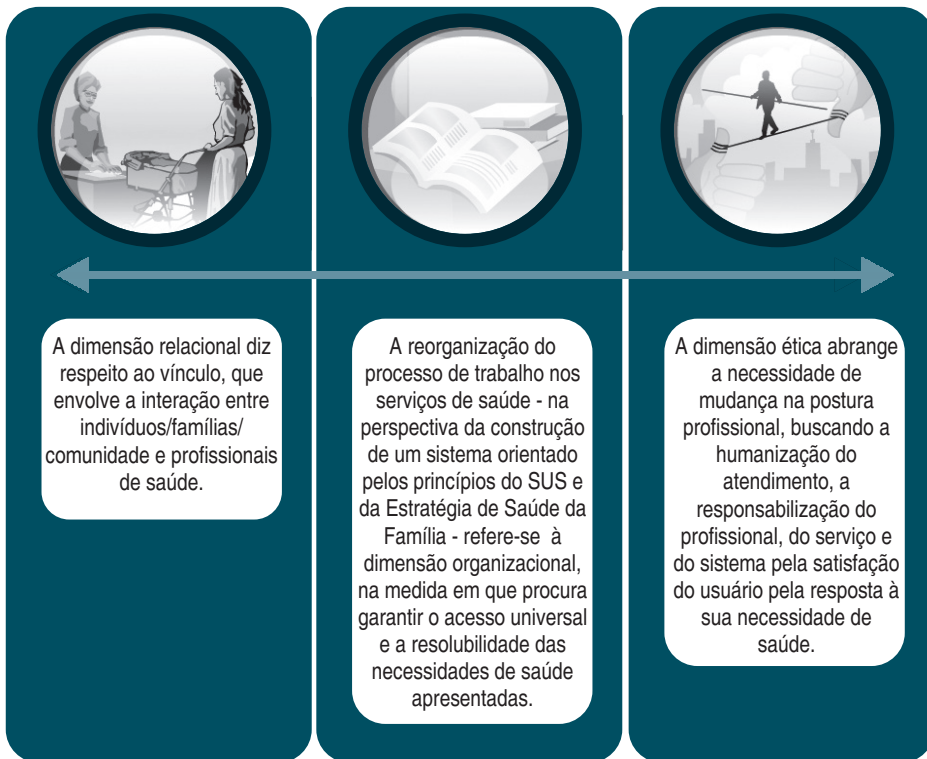 A dimensão relacional diz
respeito ao vínculo, que
envolve a interação entre
indivíduos/famílias/
comunidade e profissionais
de saúde.
A reorganização do
processo de trabalho nos
serviços de saúde - na
perspectiva da construção
de um sistema orientado
pelos princípios do SUS e
da Estratégia de Saúde da
Família - refere-se à
dimensão organizacional,
na medida em que procura
garantir o acesso universal
e a resolubilidade das
necessidades de saúde
apresentadas.
A dimensão ética abrange
a necessidade de
mudança na postura
profissional, buscando a
humanização do
atendimento, a
responsabilização do
profissional, do serviço e
do sistema pela satisfação
do usuário pela resposta à
sua necessidade de
saúde.